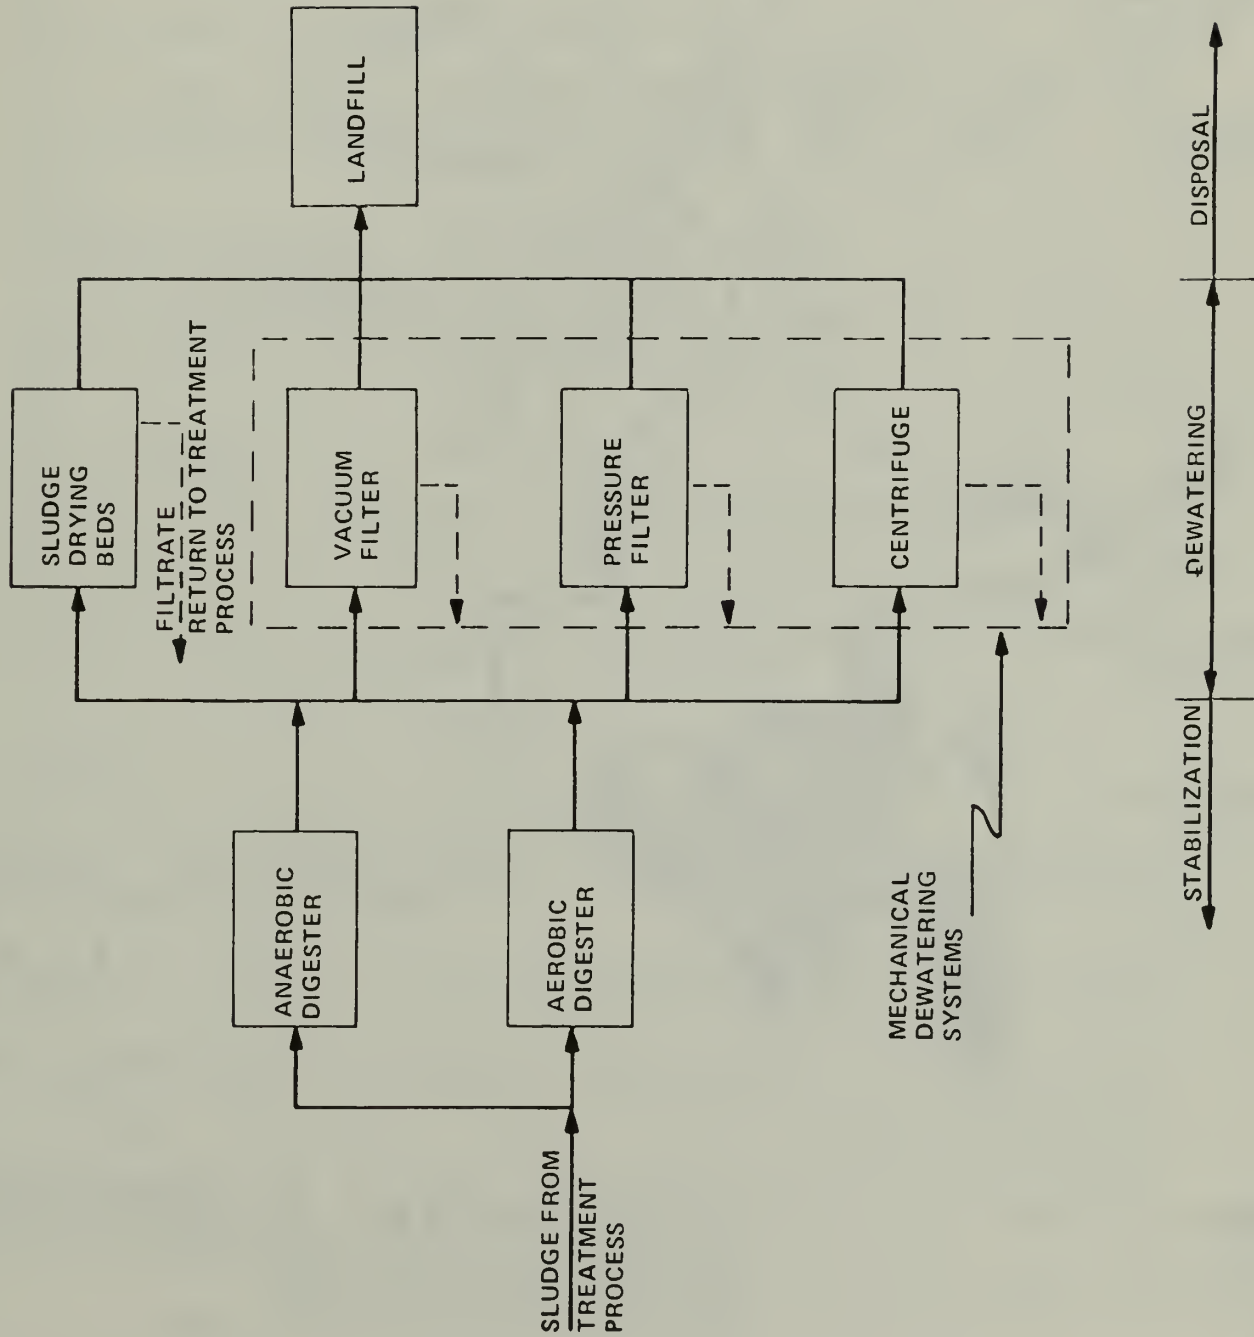 SLUDGE FROM
TREATMENT
PROCESS
ANAEROBIC
DIGESTER
AEROBIC
DIGESTER
MECHANICAL
DEWATERING
SYSTEMS
SLUDGE
DRYING
BEDS
FILTRATE
RETURN TO TREATMENT
PROCESS
VACUUM
FILTER
PRESSURE
FILTER
CENTRIFUGE
LANDFILL
STABILIZATION
DEWATERING
DISPOSAL